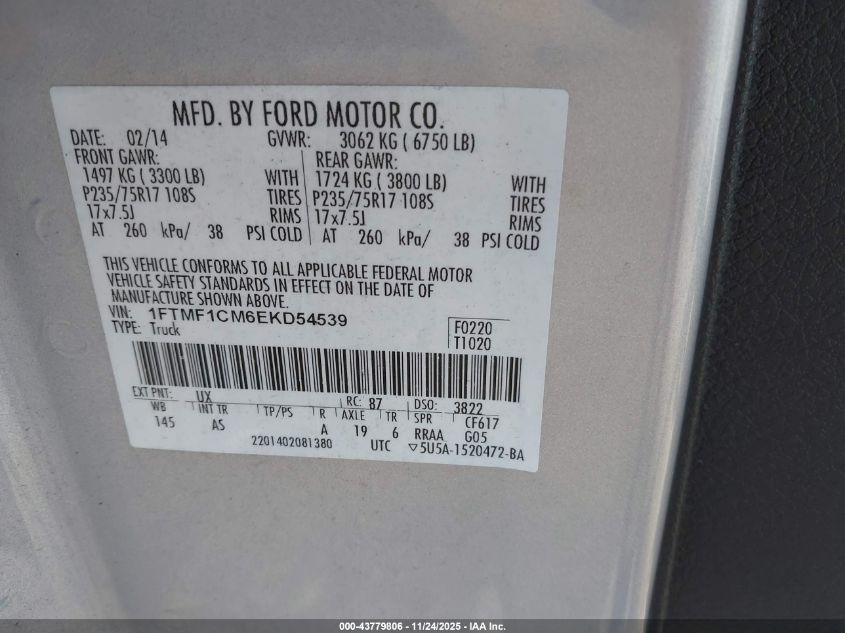 MFD. BY FORD MOTOR CO.
DATE: 02/14 GVWR: 3062 KG ( 6750 LB)
FRONT GAWR: REAR GAWR:
1497 KG ( 3300 LB) WITH 1724 KG ( 3800 LB) WITH
P235/75R17 108S TIRES P235/75R17 108S TIRES
17x7.5J RIMS 17x7.5J RIMS
AT 260 kPa/ 38 PSI COLD AT 260 kPa/ 38 PSI COLD
THIS VEHICLE CONFORMS TO ALL APPLICABLE FEDERAL MOTOR
VEHICLE SAFETY STANDARDS IN EFFECT ON THE DATE OF
MANUFACTURE SHOWN ABOVE.
VIN: 1FTMF1CM6EKD54539 F0220
TYPE: Truck T1020
EXT PNT: UX RC: 87 DSO: 3822
WB INT TR TP/PS R AXLE TR SPR CF617
145 AS A 19 6 RRAA G05
2201402081380 UTC ▽5U5A-1520472-BA
000-43779806 - 11/24/2025 - IAA Inc.